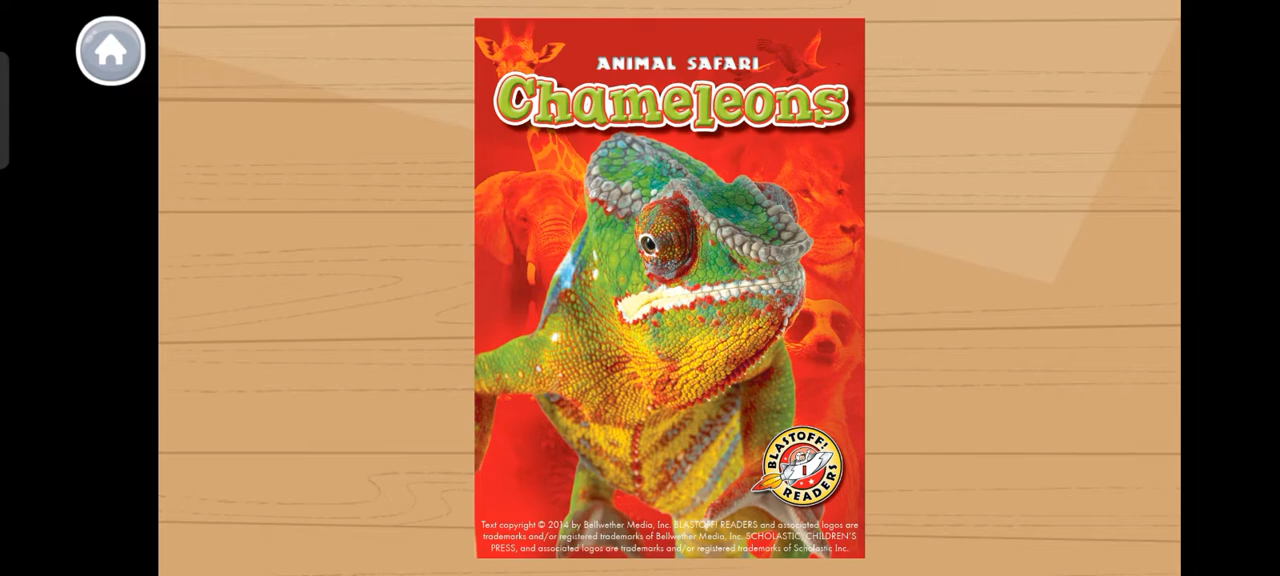 ANIMAL SAFARI
Chameleons
BLASTOFF!
1
READERS
Text copyright © 2014 by Bellwether Media, Inc. BLASTOFF! READERS and associated logos are
trademarks and/or registered trademarks of Bellwether Media, Inc. SCHOLASTIC, CHILDREN'S
PRESS, and associated logos are trademarks and/or registered trademarks of Scholastic Inc.